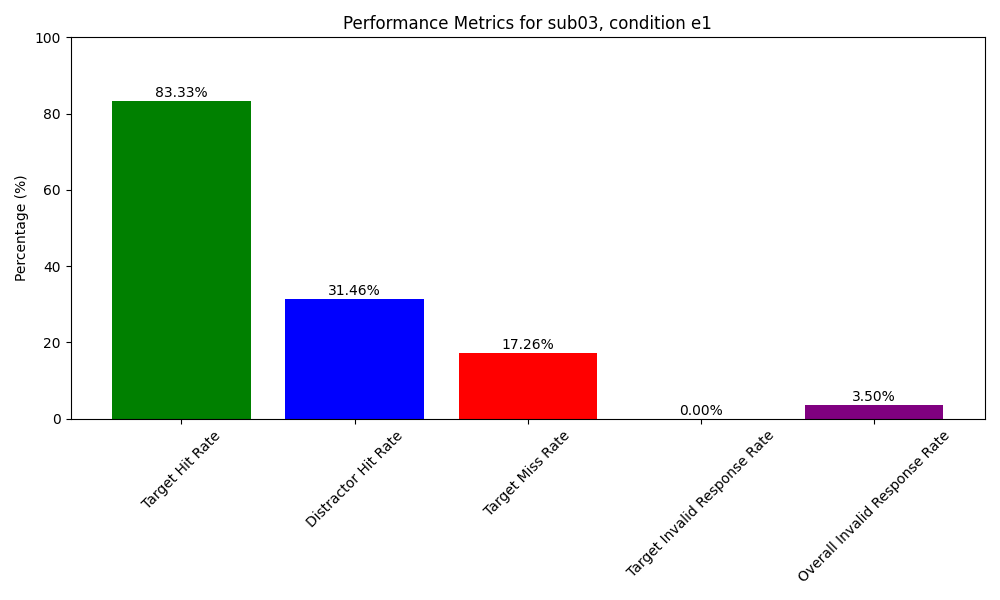 Performance Metrics for sub03, condition e1
Percentage (%)
100
80
60
40
20
0
83.33%
31.46%
17.26%
0.00%
3.50%
Target Hit Rate
Distractor Hit Rate
Target Miss Rate
Target Invalid Response Rate
Overall Invalid Response Rate